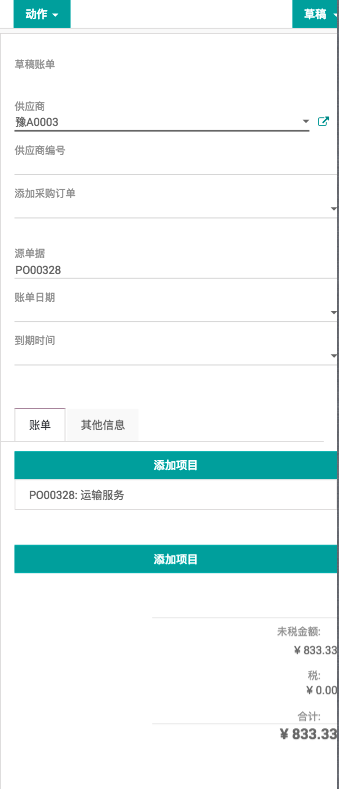 动作
草稿
草稿账单
供应商
豫A0003
供应商编号
添加采购订单
源单据
PO00328
账单日期
到期时间
账单
其他信息
添加项目
PO00328: 运输服务
添加项目
未税金额:
¥ 833.33
税:
¥ 0.00
合计:
¥ 833.33